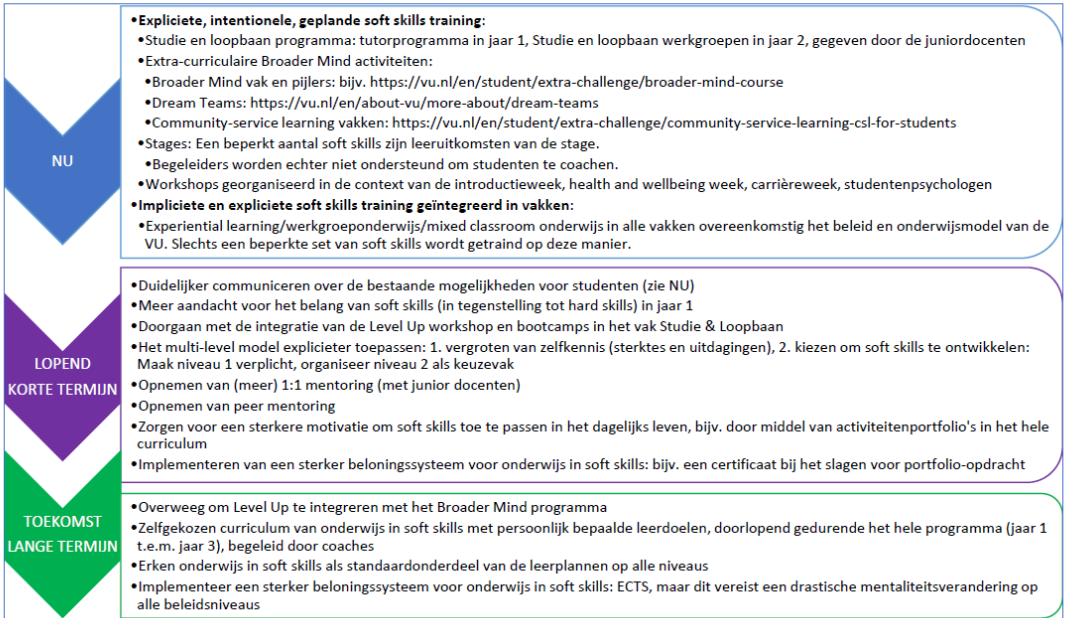 NU
•Expliciete, intentionele, geplande soft skills training:
•Studie en loopbaan programma: tutorprogramma in jaar 1, Studie en loopbaan werkgroepen in jaar 2, gegeven door de juniordocenten
•Extra-curriculaire Broader Mind activiteiten:
•Broader Mind vak en pijlers: bijv. https://vu.nl/en/student/extra-challenge/broader-mind-course
•Dream Teams: https://vu.nl/en/about-vu/more-about/dream-teams
•Community-service learning vakken: https://vu.nl/en/student/extra-challenge/community-service-learning-csl-for-students
•Stages: Een beperkt aantal soft skills zijn leeruitkomsten van de stage.
•Begeleiders worden echter niet ondersteund om studenten te coachen.
•Workshops georganiseerd in de context van de introductieweek, health and wellbeing week, carrièreweek, studentenpsychologen
•Impliciete en expliciete soft skills training geïntegreerd in vakken:
•Experiential learning/werkgroeponderwijs/mixed classroom onderwijs in alle vakken overeenkomstig het beleid en onderwijsmodel van de
VU. Slechts een beperkte set van soft skills wordt getraind op deze manier.
LOPEND
KORTE TERMIJN
•Duidelijker communiceren over de bestaande mogelijkheden voor studenten (zie NU)
•Meer aandacht voor het belang van soft skills (in tegenstelling tot hard skills) in jaar 1
•Doorgaan met de integratie van de Level Up workshop en bootcamps in het vak Studie & Loopbaan
•Het multi-level model explicieter toepassen: 1. vergroten van zelfkennis (sterktes en uitdagingen), 2. kiezen om soft skills te ontwikkelen:
Maak niveau 1 verplicht, organiseer niveau 2 als keuzevak
•Opnemen van (meer) 1:1 mentoring (met junior docenten)
•Opnemen van peer mentoring
•Zorgen voor een sterkere motivatie om soft skills toe te passen in het dagelijks leven, bijv. door middel van activiteitenportfolio's in het hele
curriculum
•Implementeren van een sterker beloningssysteem voor onderwijs in soft skills: bijv. een certificaat bij het slagen voor portfolio-opdracht
TOEKOMST
LANGE TERMIJN
•Overweeg om Level Up te integreren met het Broader Mind programma
•Zelfgekozen curriculum van onderwijs in soft skills met persoonlijk bepaalde leerdoelen, doorlopend gedurende het hele programma (jaar 1
t.e.m. jaar 3), begeleid door coaches
•Erken onderwijs in soft skills als standaardonderdeel van de leerplannen op alle niveaus
•Implementeer een sterker beloningssysteem voor onderwijs in soft skills: ECTS, maar dit vereist een drastische mentaliteitsverandering op
alle beleidsniveaus